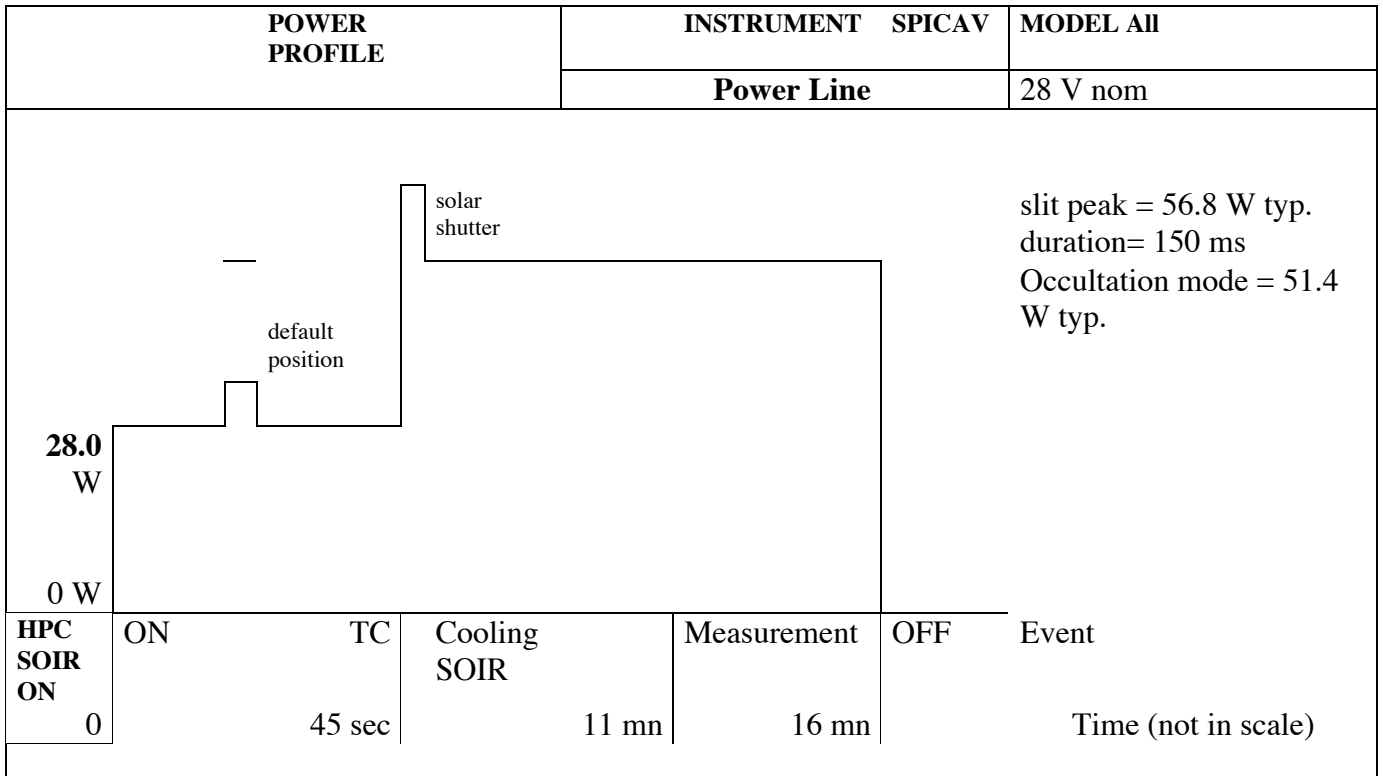 POWER
PROFILE
INSTRUMENT SPICAV
MODEL All
Power Line
28 V nom
solar
shutter
slit peak = 56.8 W typ.
duration= 150 ms
Occultation mode = 51.4
W typ.
default
position
28.0
W
0 W
HPC
SOIR
ON
0
ON
TC
45 sec
Cooling
SOIR
11 mn
Measurement
16 mn
OFF
Event
Time (not in scale)